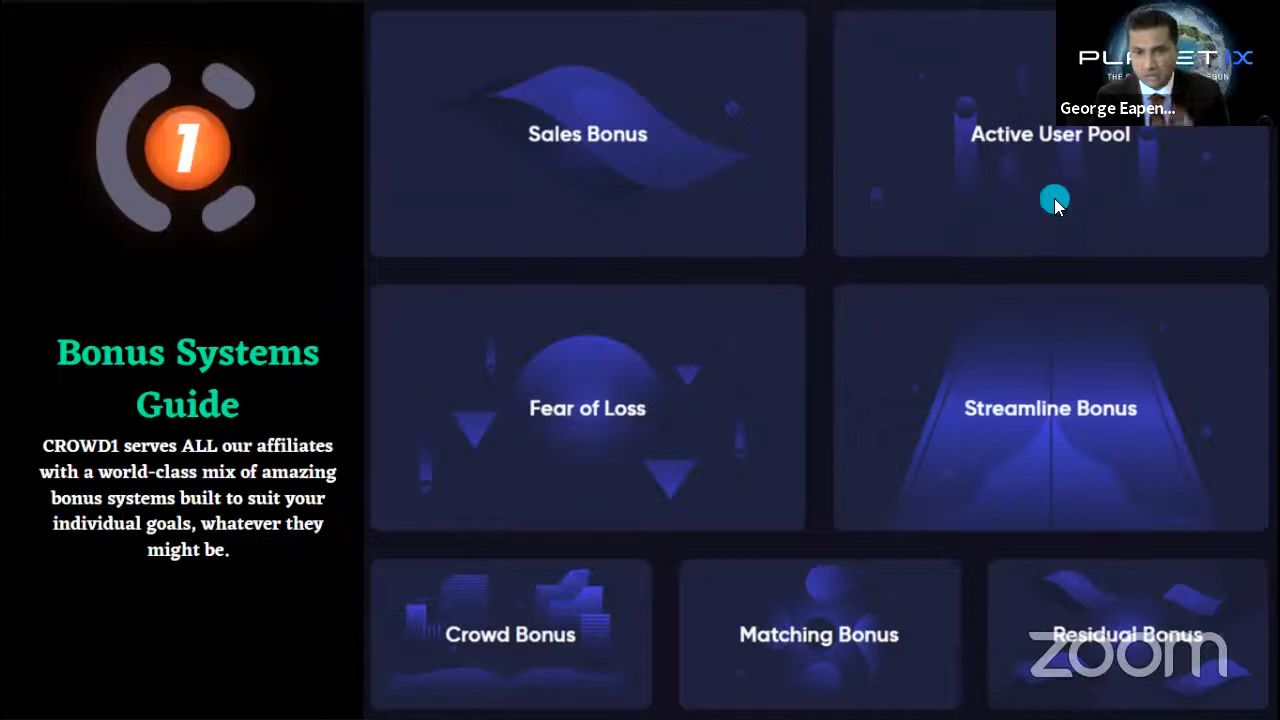 1
Bonus Systems
Guide
CROWD1 serves ALL our affiliates
with a world-class mix of amazing
bonus systems built to suit your
individual goals, whatever they
might be.
Sales Bonus
Active User Pool
Fear of Loss
Streamline Bonus
Crowd Bonus
Matching Bonus
Residual Bonus
George Eapen...
zoom